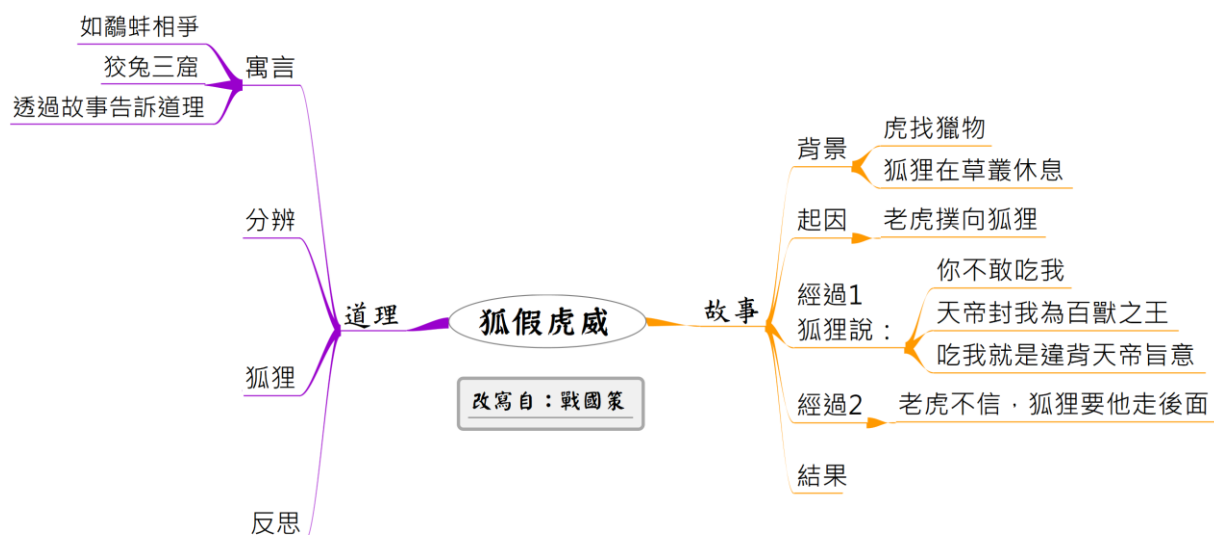 狐假虎威
改寫自：戰國策
故事
背景
虎找獵物
狐狸在草叢休息
起因
老虎撲向狐狸
經過1
狐狸說：
你不敢吃我
天帝封我為百獸之王
吃我就是違背天帝旨意
經過2
老虎不信，狐狸要他走後面
結果
道理
寓言
如鷸蚌相爭
狡兔三窟
透過故事告訴道理
分辨
狐狸
反思